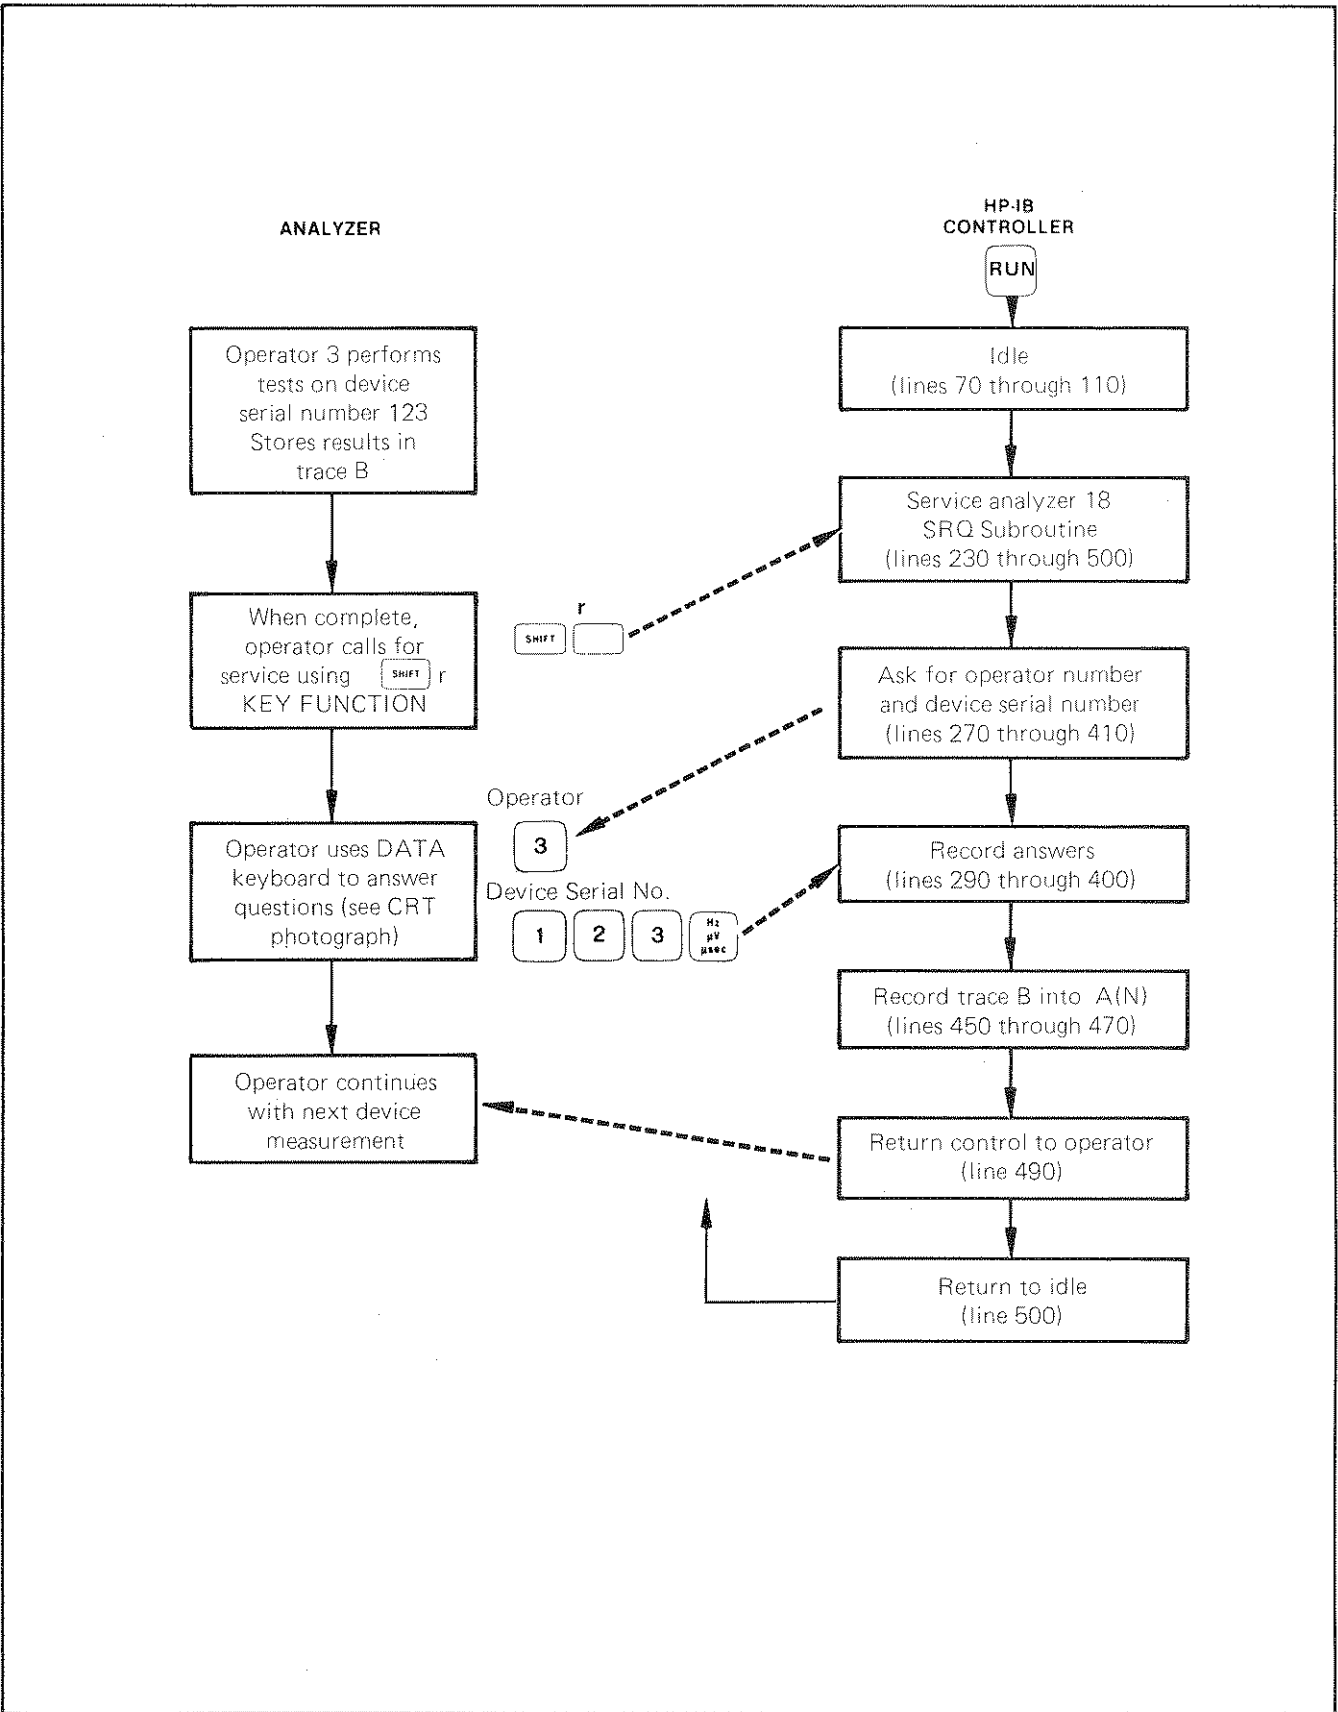 ANALYZER
Operator 3 performs
tests on device
serial number 123
Stores results in
trace B
When complete,
operator calls for
service using SHIFT r
KEY FUNCTION
Operator uses DATA
keyboard to answer
questions (see CRT
photograph)
Operator continues
with next device
measurement
r
SHIFT
Operator
3
Device Serial No.
1 2 3 Hz
µV
µsec
HP-IB
CONTROLLER
RUN
Idle
(lines 70 through 110)
Service analyzer 18
SRQ Subroutine
(lines 230 through 500)
Ask for operator number
and device serial number
(lines 270 through 410)
Record answers
(lines 290 through 400)
Record trace B into A(N)
(lines 450 through 470)
Return control to operator
(line 490)
Return to idle
(line 500)